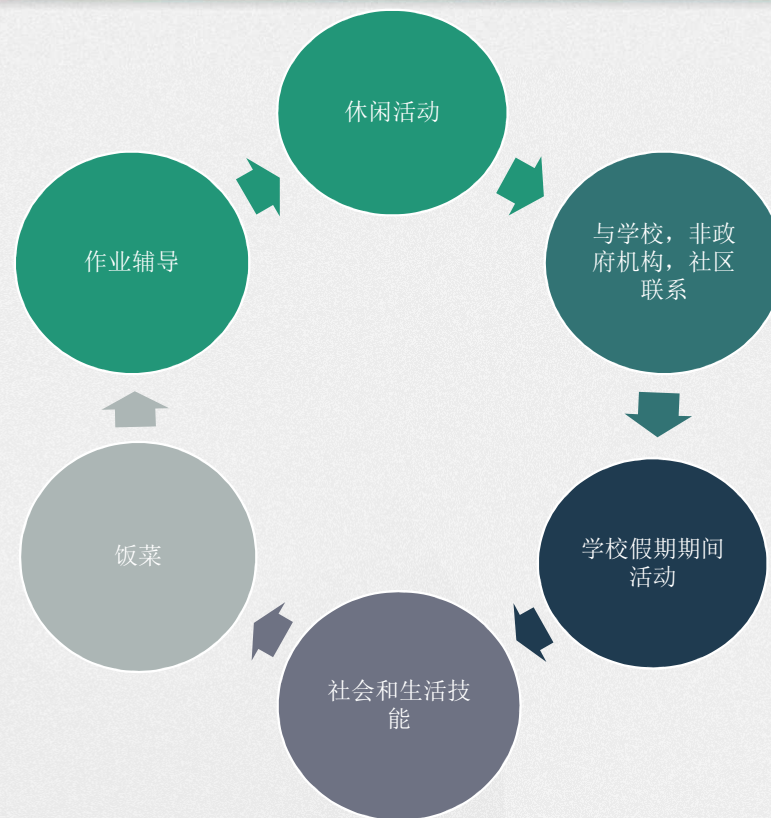 休闲活动
与学校，非政
府机构，社区
联系
学校假期期间
活动
社会和生活技
能
饭菜
作业辅导